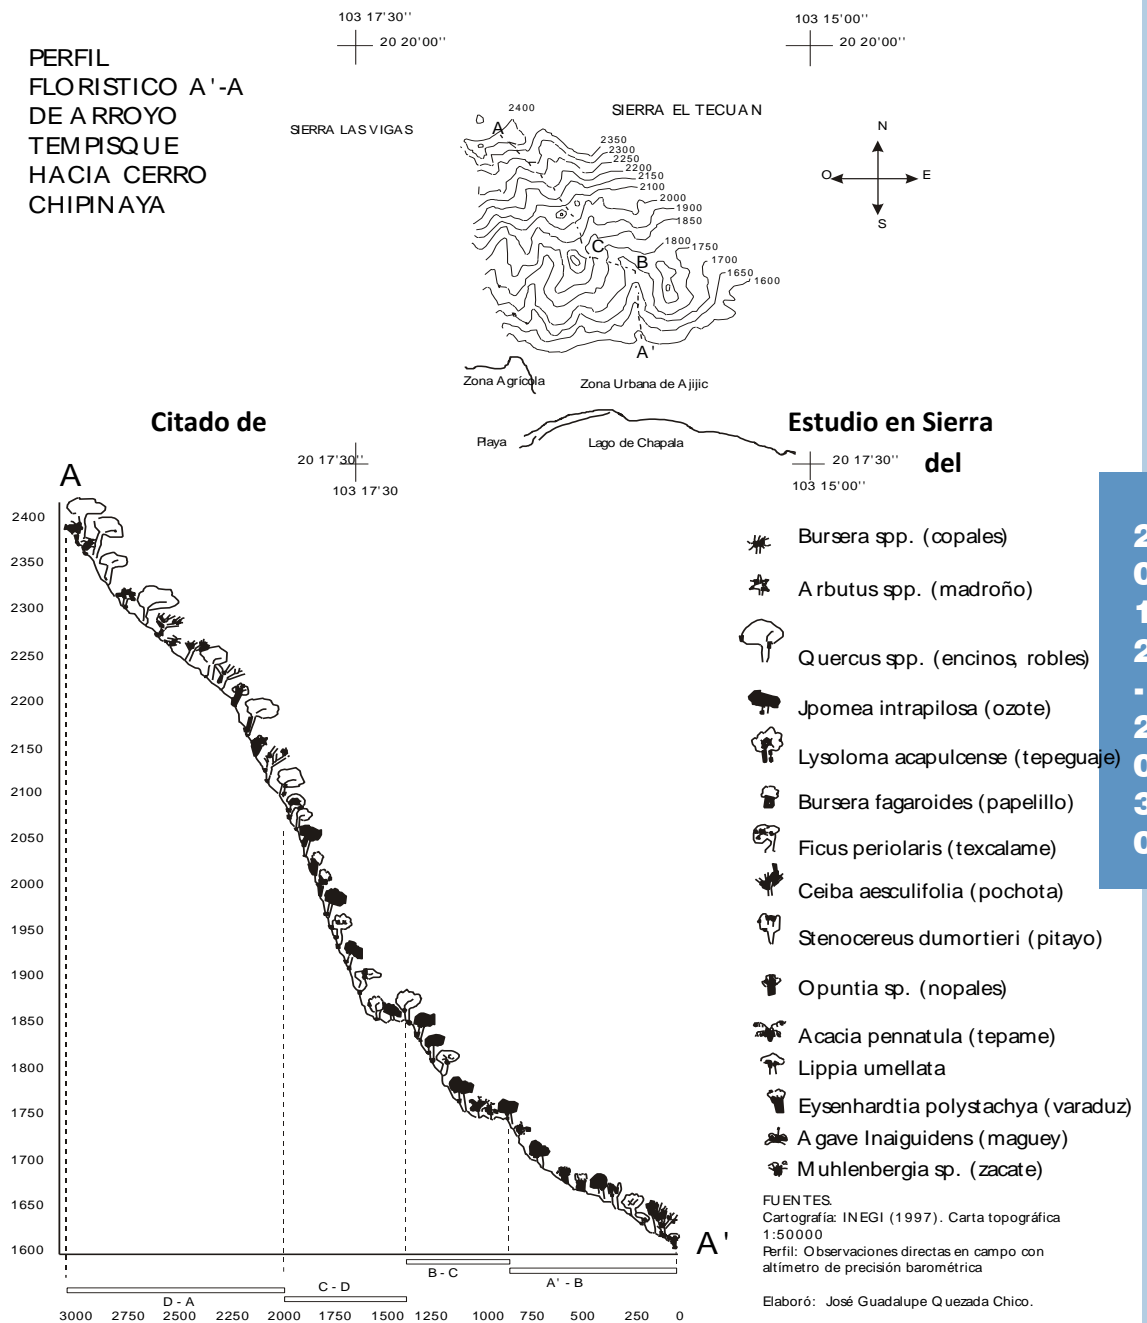 PERFIL
FLORISTICO A'-A
DE ARROYO
TEMPISQUE
HACIA CERRO
CHIPINAYA
103 17'30''
20 20'00''
103 15'00''
20 20'00''
SIERRA LAS VIGAS
SIERRA EL TECUAN
2400
A
2350
2300
2250
2200
2150
2100
2000
1900
1850
1800
1750
1700
1650
1600
C
B
A'
N
O
E
S
Zona Agrícola
Zona Urbana de Ajijic
Playa
Lago de Chapala
Citado de
Estudio en Sierra
del
20 17'30''
103 17'30
20 17'30''
103 15'00''
A
2400
2350
2300
2250
2200
2150
2100
2050
2000
1950
1900
1850
1800
1750
1700
1650
1600
A'
B - C
A' - B
C - D
D - A
3000 2750 2500 2250 2000 1750 1500 1250 1000 750 500 250 0
Bursera spp. (copales)
Arbutus spp. (madroño)
Quercus spp. (encinos, robles)
Jpomea intrapilosa (ozote)
Lysoloma acapulcense (tepeguaje)
Bursera fagaroides (papelillo)
Ficus periolaris (texcalame)
Ceiba aesculifolia (pochota)
Stenocereus dumortieri (pitayo)
Opuntia sp. (nopales)
Acacia pennatula (tepame)
Lippia umellata
Eysenhardtia polystachya (varaduz)
Agave Inaiguidens (maguey)
Muhlenbergia sp. (zacate)
FUENTES.
Cartografía: INEGI (1997). Carta topográfica
1:50000
Perfil: Observaciones directas en campo con
altímetro de precisión barométrica
Elaboró: José Guadalupe Quezada Chico.
2
0
1
2
-
2
0
3
0